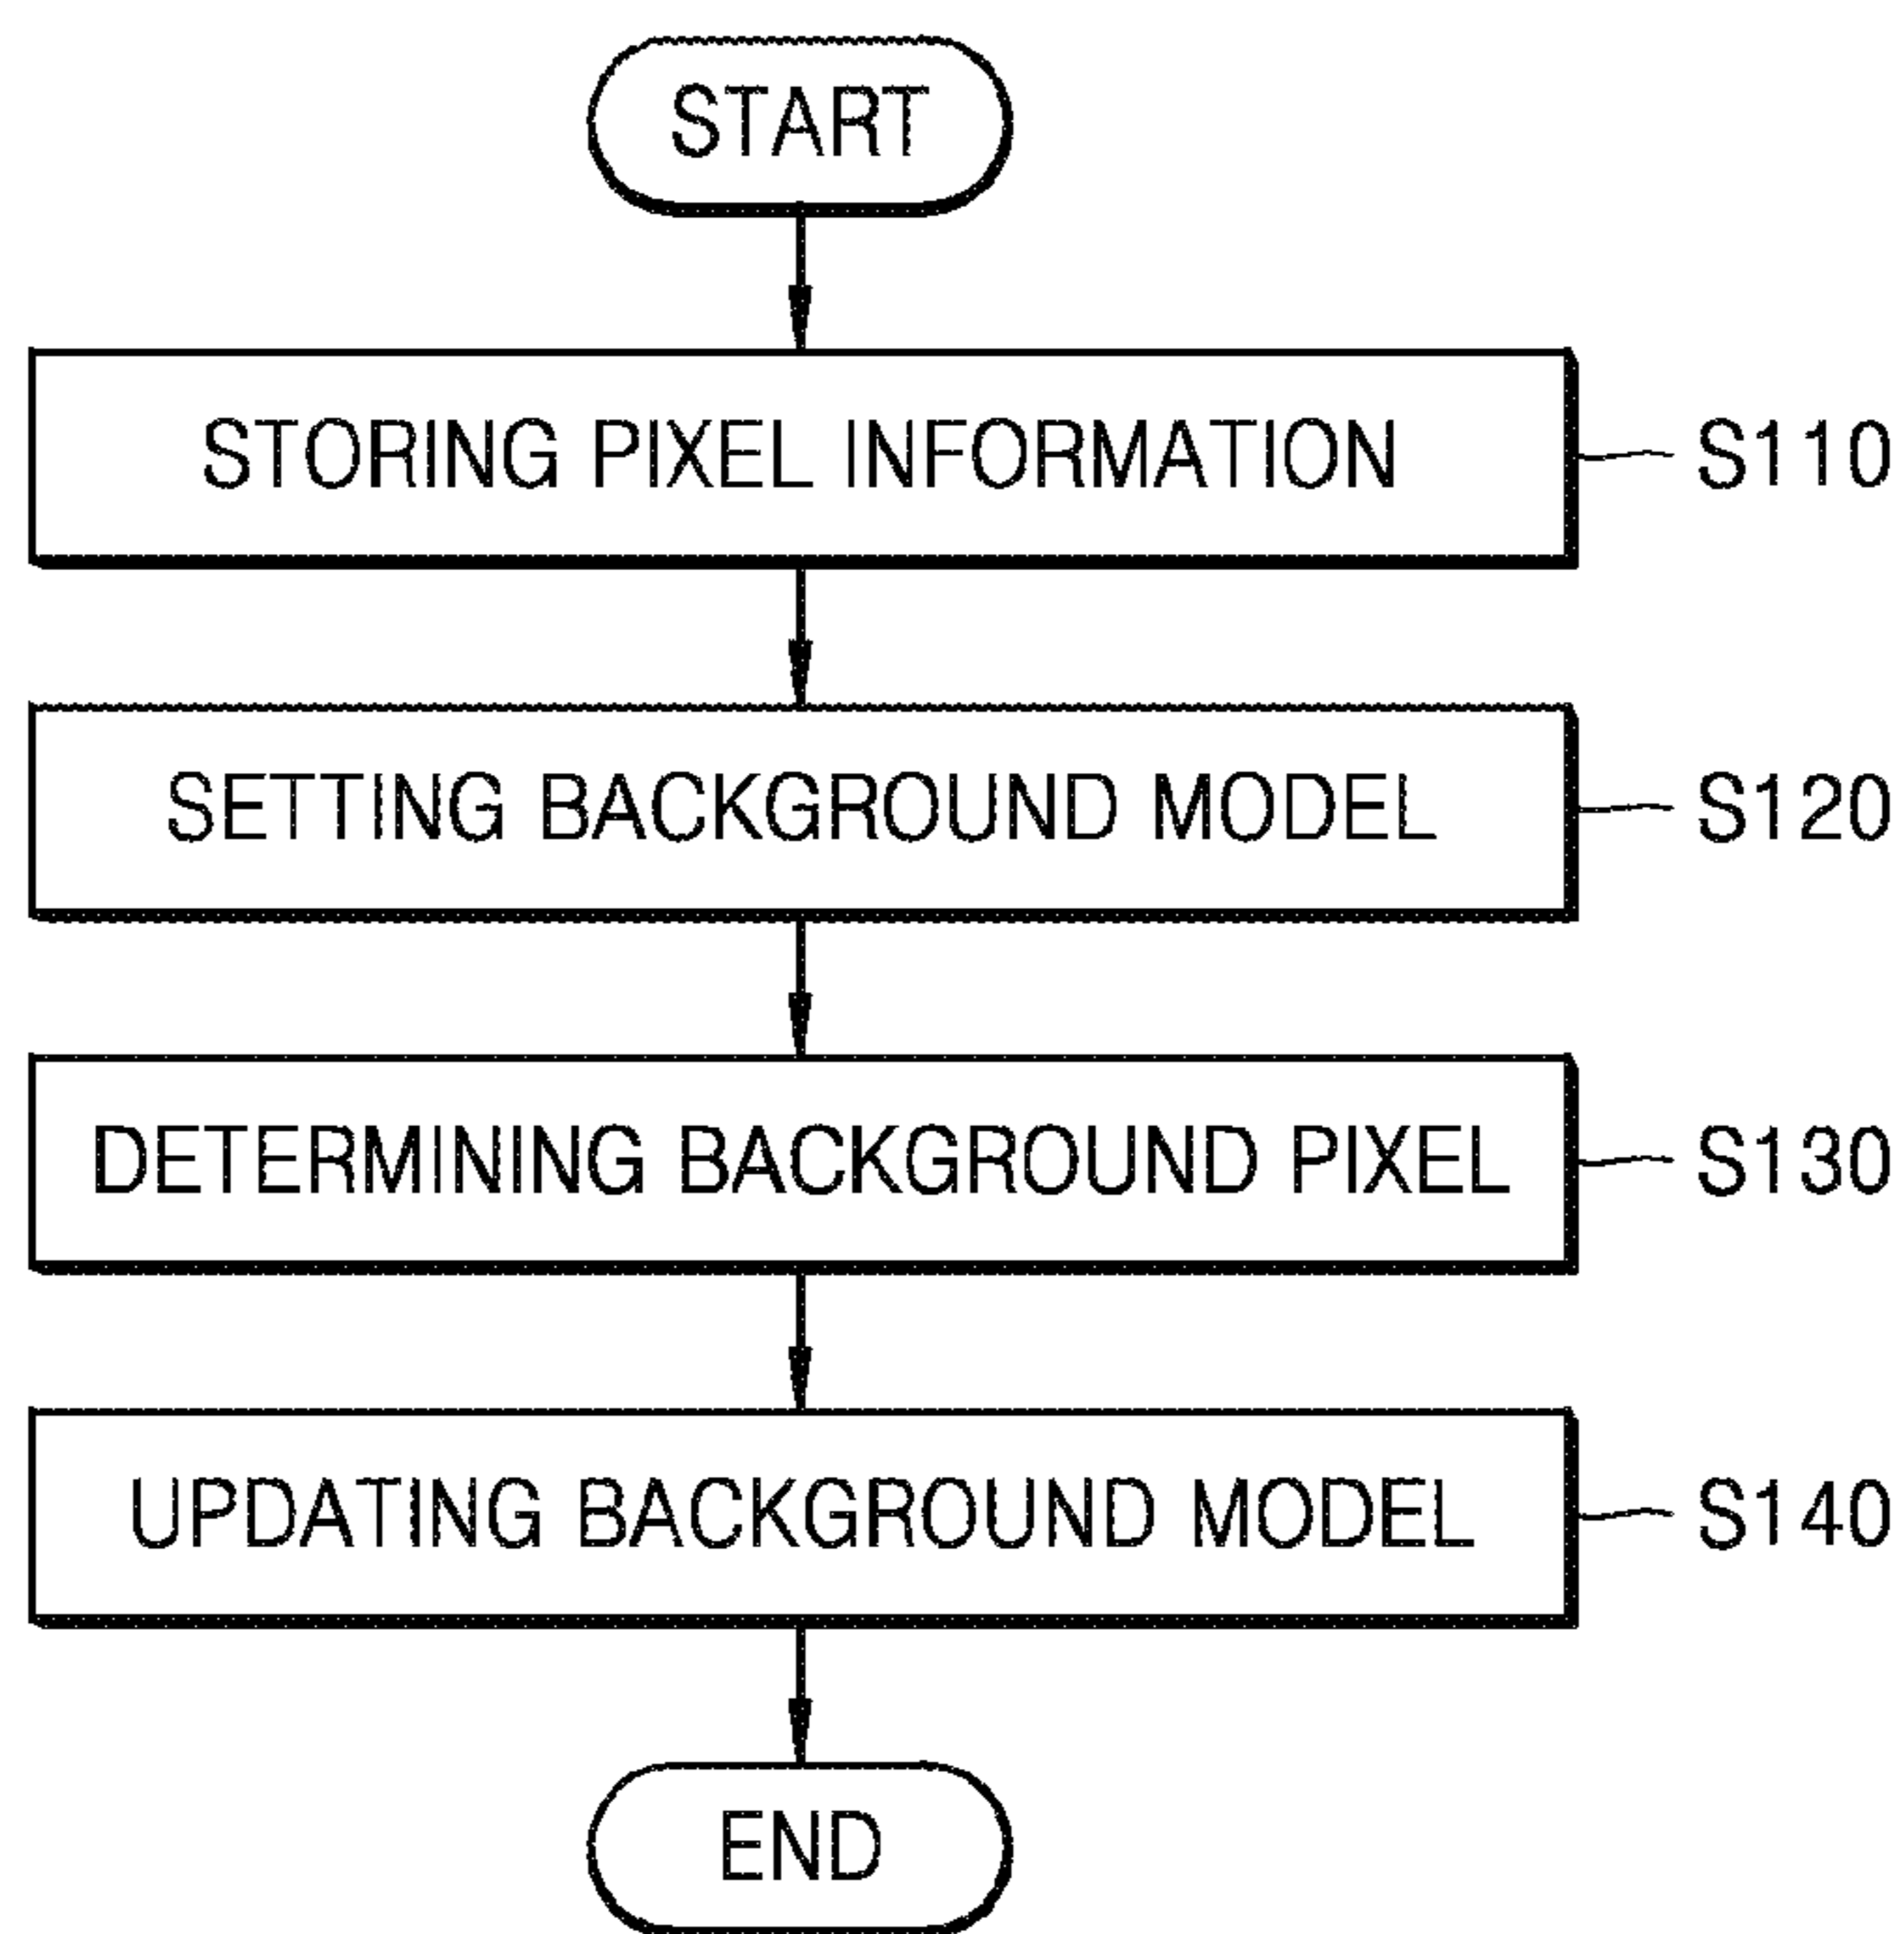 START
STORING PIXEL INFORMATION S110
SETTING BACKGROUND MODEL S120
DETERMINING BACKGROUND PIXEL S130
UPDATING BACKGROUND MODEL S140
END